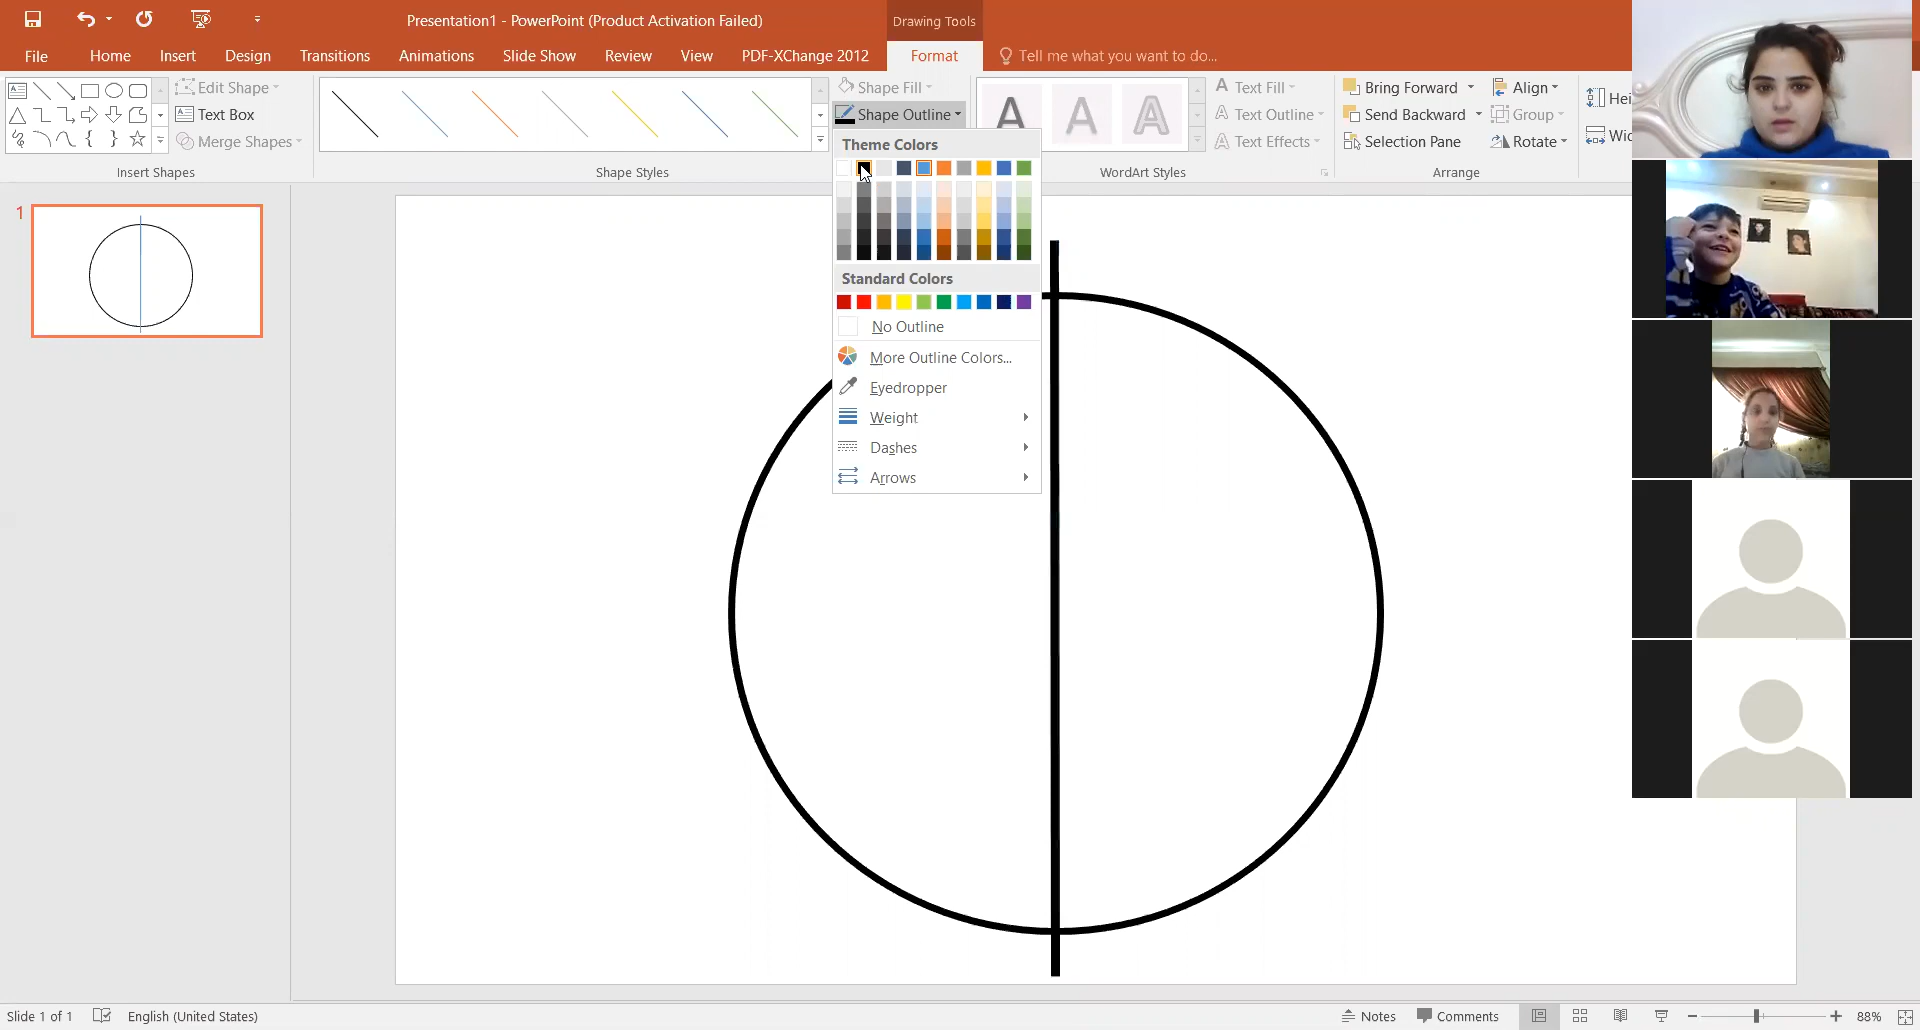 Presentation1 - PowerPoint (Product Activation Failed)
Drawing Tools
File Home Insert Design Transitions Animations Slide Show Review View PDF-XChange 2012 Format Tell me what you want to do...
Edit Shape
Text Box
Merge Shapes
Insert Shapes
Shape Styles
Shape Fill
Shape Outline
Theme Colors
Standard Colors
No Outline
More Outline Colors...
Eyedropper
Weight
Dashes
Arrows
A A A
WordArt Styles
A Text Fill
A Text Outline
A Text Effects
Bring Forward
Send Backward
Selection Pane
Align
Group
Rotate
Arrange
1
Slide 1 of 1 English (United States)
Notes Comments 88%